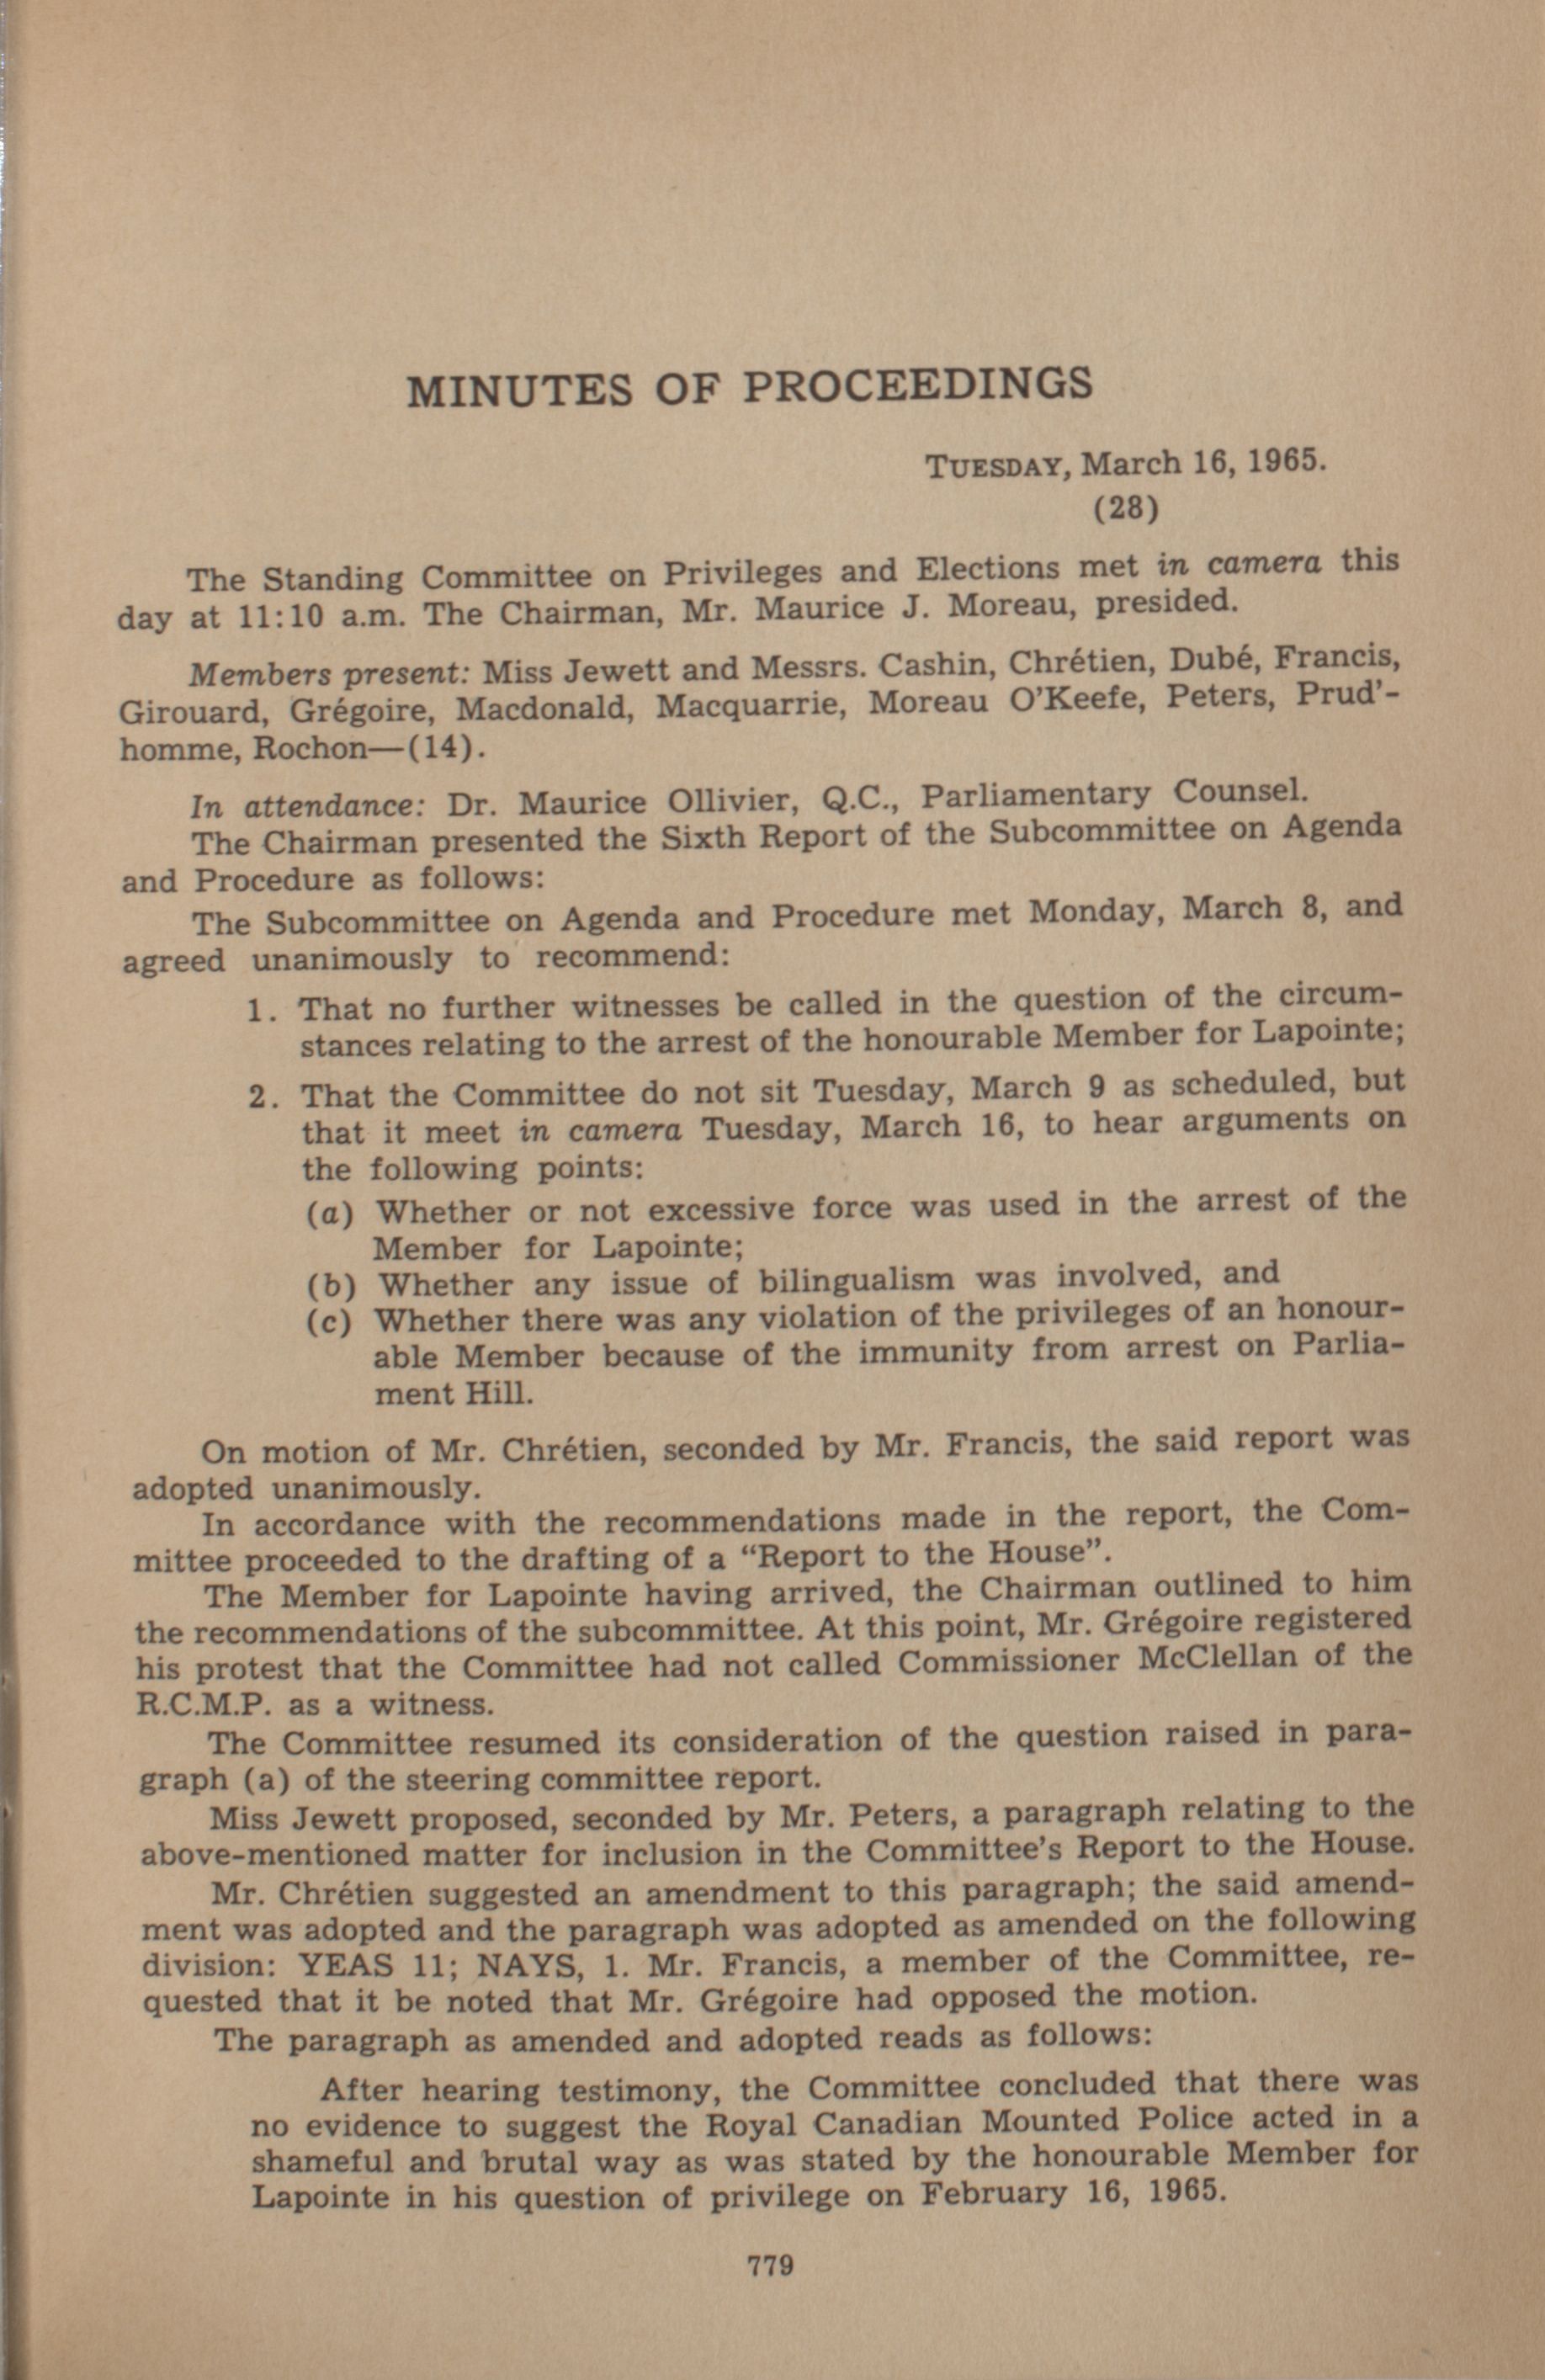 MINUTES OF PROCEEDINGS
TUESDAY, March 16, 1965.
(28)
The Standing Committee on Privileges and Elections met in camera this
day at 11:10 a.m. The Chairman, Mr. Maurice J. Moreau, presided.
Members present: Miss Jewett and Messrs. Cashin, Chrétien, Dubé, Francis,
Girouard, Grégoire, Macdonald, Macquarrie, Moreau O'Keefe, Peters, Prud'-
homme, Rochon—(14).
In attendance: Dr. Maurice Ollivier, Q.C., Parliamentary Counsel.
The Chairman presented the Sixth Report of the Subcommittee on Agenda
and Procedure as follows:
The Subcommittee on Agenda and Procedure met Monday, March 8, and
agreed unanimously to recommend:
1. That no further witnesses be called in the question of the circum-
stances relating to the arrest of the honourable Member for Lapointe;
2. That the Committee do not sit Tuesday, March 9 as scheduled, but
that it meet in camera Tuesday, March 16, to hear arguments on
the following points:
(a) Whether or not excessive force was used in the arrest of the
Member for Lapointe;
(b) Whether any issue of bilingualism was involved, and
(c) Whether there was any violation of the privileges of an honour-
able Member because of the immunity from arrest on Parlia-
ment Hill.
On motion of Mr. Chrétien, seconded by Mr. Francis, the said report was
adopted unanimously.
In accordance with the recommendations made in the report, the Com-
mittee proceeded to the drafting of a “Report to the House”.
The Member for Lapointe having arrived, the Chairman outlined to him
the recommendations of the subcommittee. At this point, Mr. Grégoire registered
his protest that the Committee had not called Commissioner McClellan of the
R.C.M.P. as a witness.
The Committee resumed its consideration of the question raised in para-
graph (a) of the steering committee report.
Miss Jewett proposed, seconded by Mr. Peters, a paragraph relating to the
above-mentioned matter for inclusion in the Committee's Report to the House.
Mr. Chrétien suggested an amendment to this paragraph; the said amend-
ment was adopted and the paragraph was adopted as amended on the following
division: YEAS 11; NAYS, 1. Mr. Francis, a member of the Committee, re-
quested that it be noted that Mr. Grégoire had opposed the motion.
The paragraph as amended and adopted reads as follows:
After hearing testimony, the Committee concluded that there was
no evidence to suggest the Royal Canadian Mounted Police acted in a
shameful and brutal way as was stated by the honourable Member for
Lapointe in his question of privilege on February 16, 1965.
779